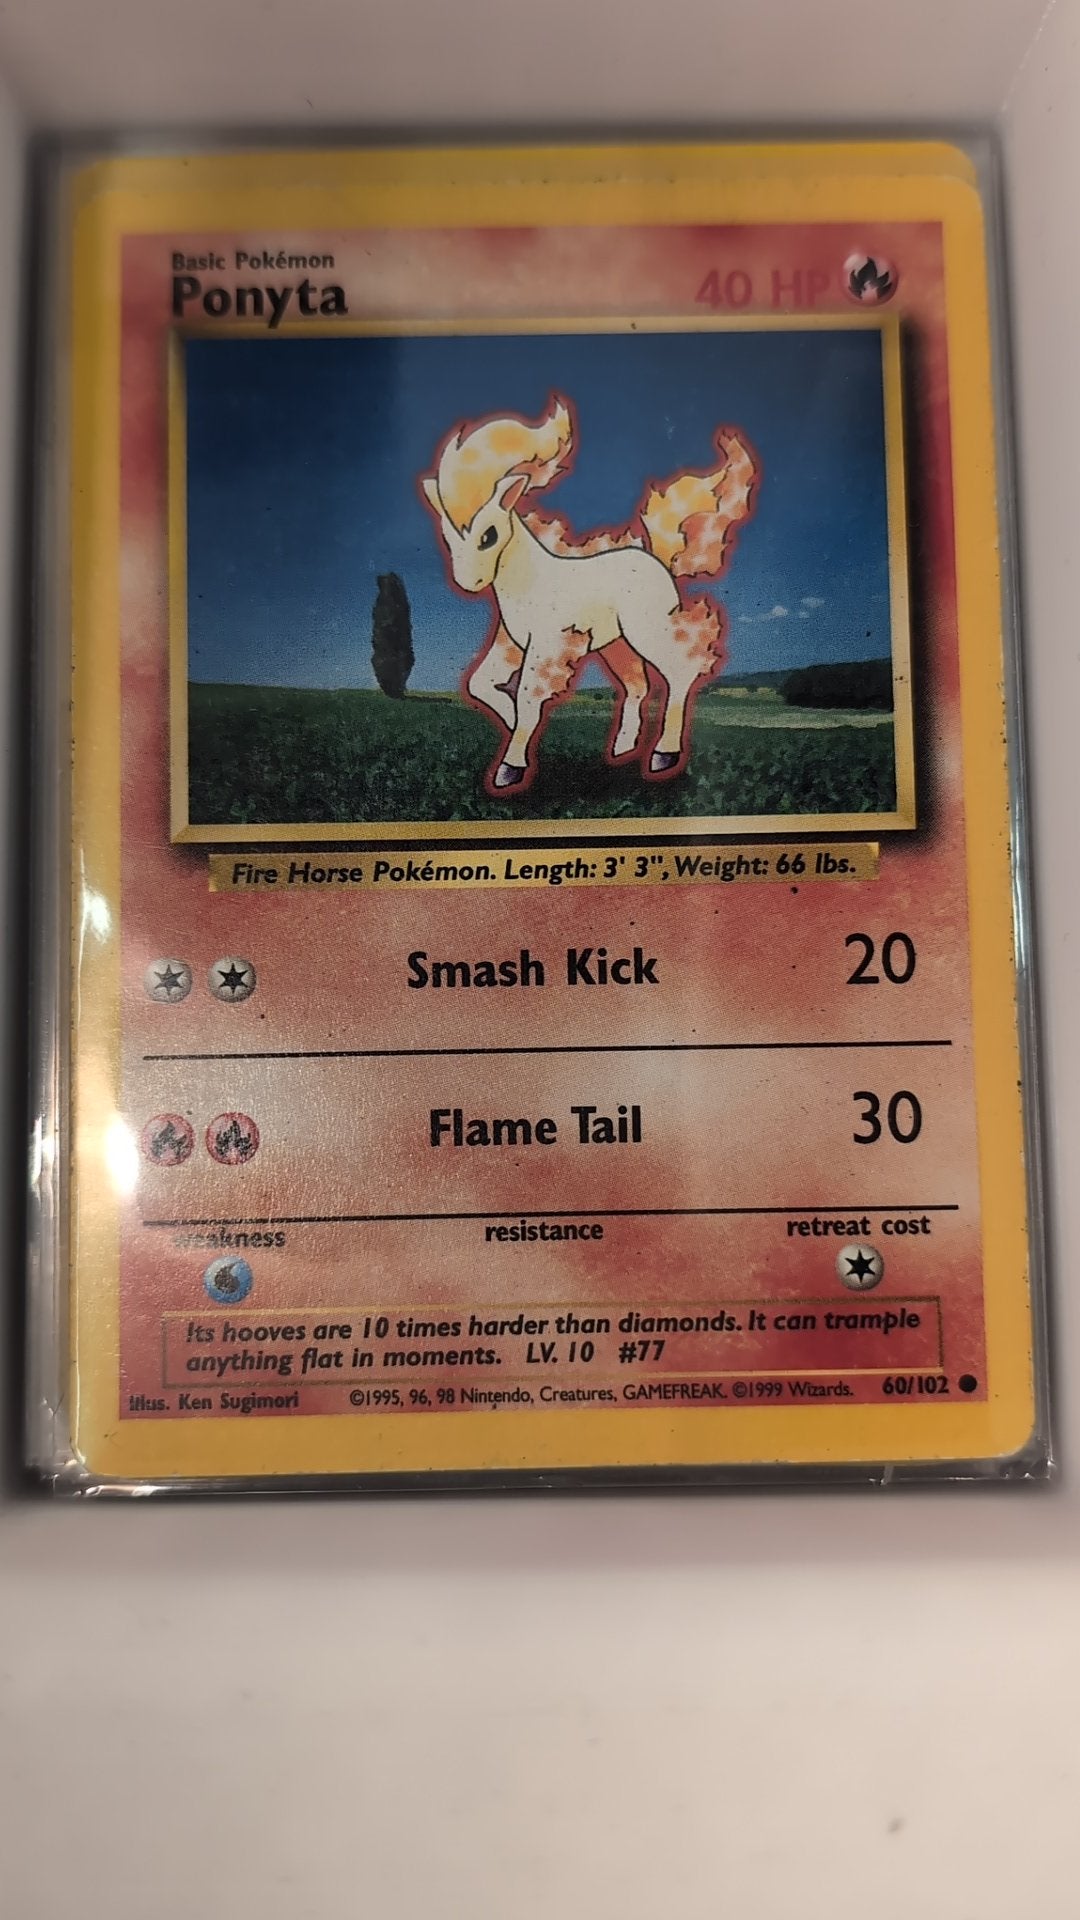 Basic Pokémon
Ponyta 40 HP
Fire Horse Pokémon. Length: 3' 3", Weight: 66 lbs.
Smash Kick 20
Flame Tail 30
weakness resistance retreat cost
Its hooves are 10 times harder than diamonds. It can trample
anything flat in moments. LV. 10 #77
Illus. Ken Sugimori ©1995, 96, 98 Nintendo, Creatures, GAMEFREAK. ©1999 Wizards. 60/102